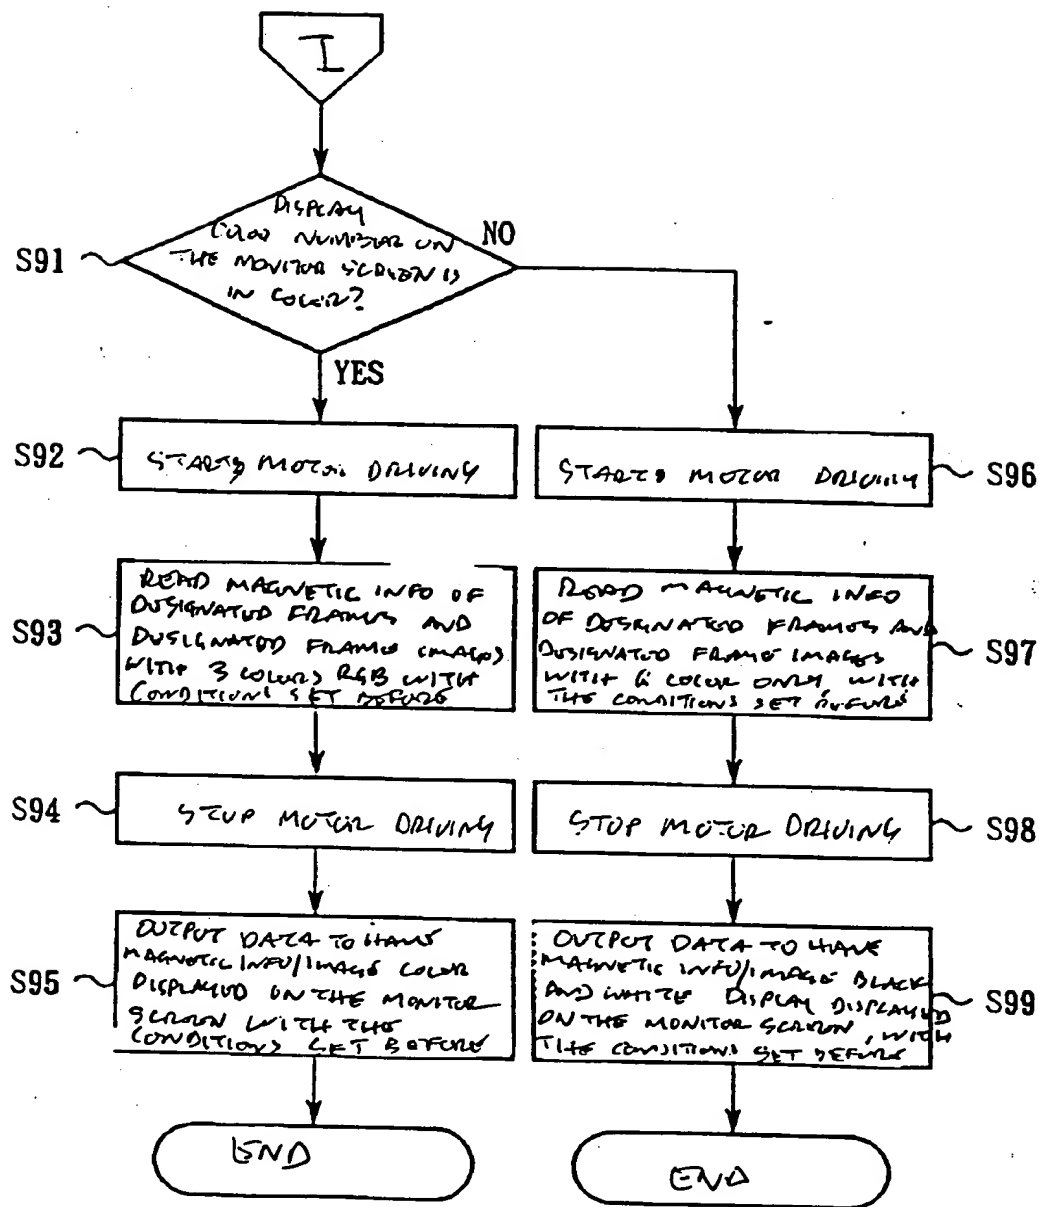 I
DISPLAY
COLOR NUMBER ON
THE MONITOR SCREEN IS
IN COLOR?
NO
S91
YES
S92
STARTS MOTOR DRIVING
STARTS MOTOR DRIVING
S96
READ MAGNETIC INFO OF
DESIGNATED FRAMES AND
DESIGNATED FRAME IMAGES
WITH 3 COLORS RGB WITH
CONDITIONS SET BEFORE
S93
READ MAGNETIC INFO
OF DESIGNATED FRAMES AND
DESIGNATED FRAME IMAGES
WITH G COLOR ONLY WITH
THE CONDITIONS SET BEFORE
S97
S94
STOP MOTOR DRIVING
STOP MOTOR DRIVING
S98
OUTPUT DATA TO HAVE
MAGNETIC INFO/IMAGE COLOR
DISPLAYED ON THE MONITOR
SCREEN WITH THE
CONDITIONS SET BEFORE
S95
OUTPUT DATA TO HAVE
MAGNETIC INFO/IMAGE BLACK
AND WHITE DISPLAY DISPLAYED
ON THE MONITOR SCREEN, WITH
THE CONDITIONS SET BEFORE
S99
END
END